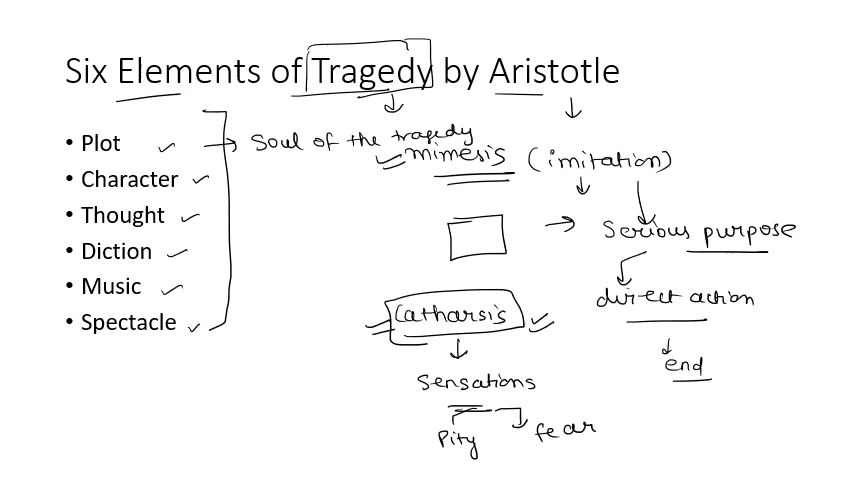 Six Elements of Tragedy by Aristotle
• Plot
• Character
• Thought
• Diction
• Music
• Spectacle
Soul of the tragedy
mimesis (imitation)
Serious purpose
direct action
end
Catharsis
Sensations
Pity
fear